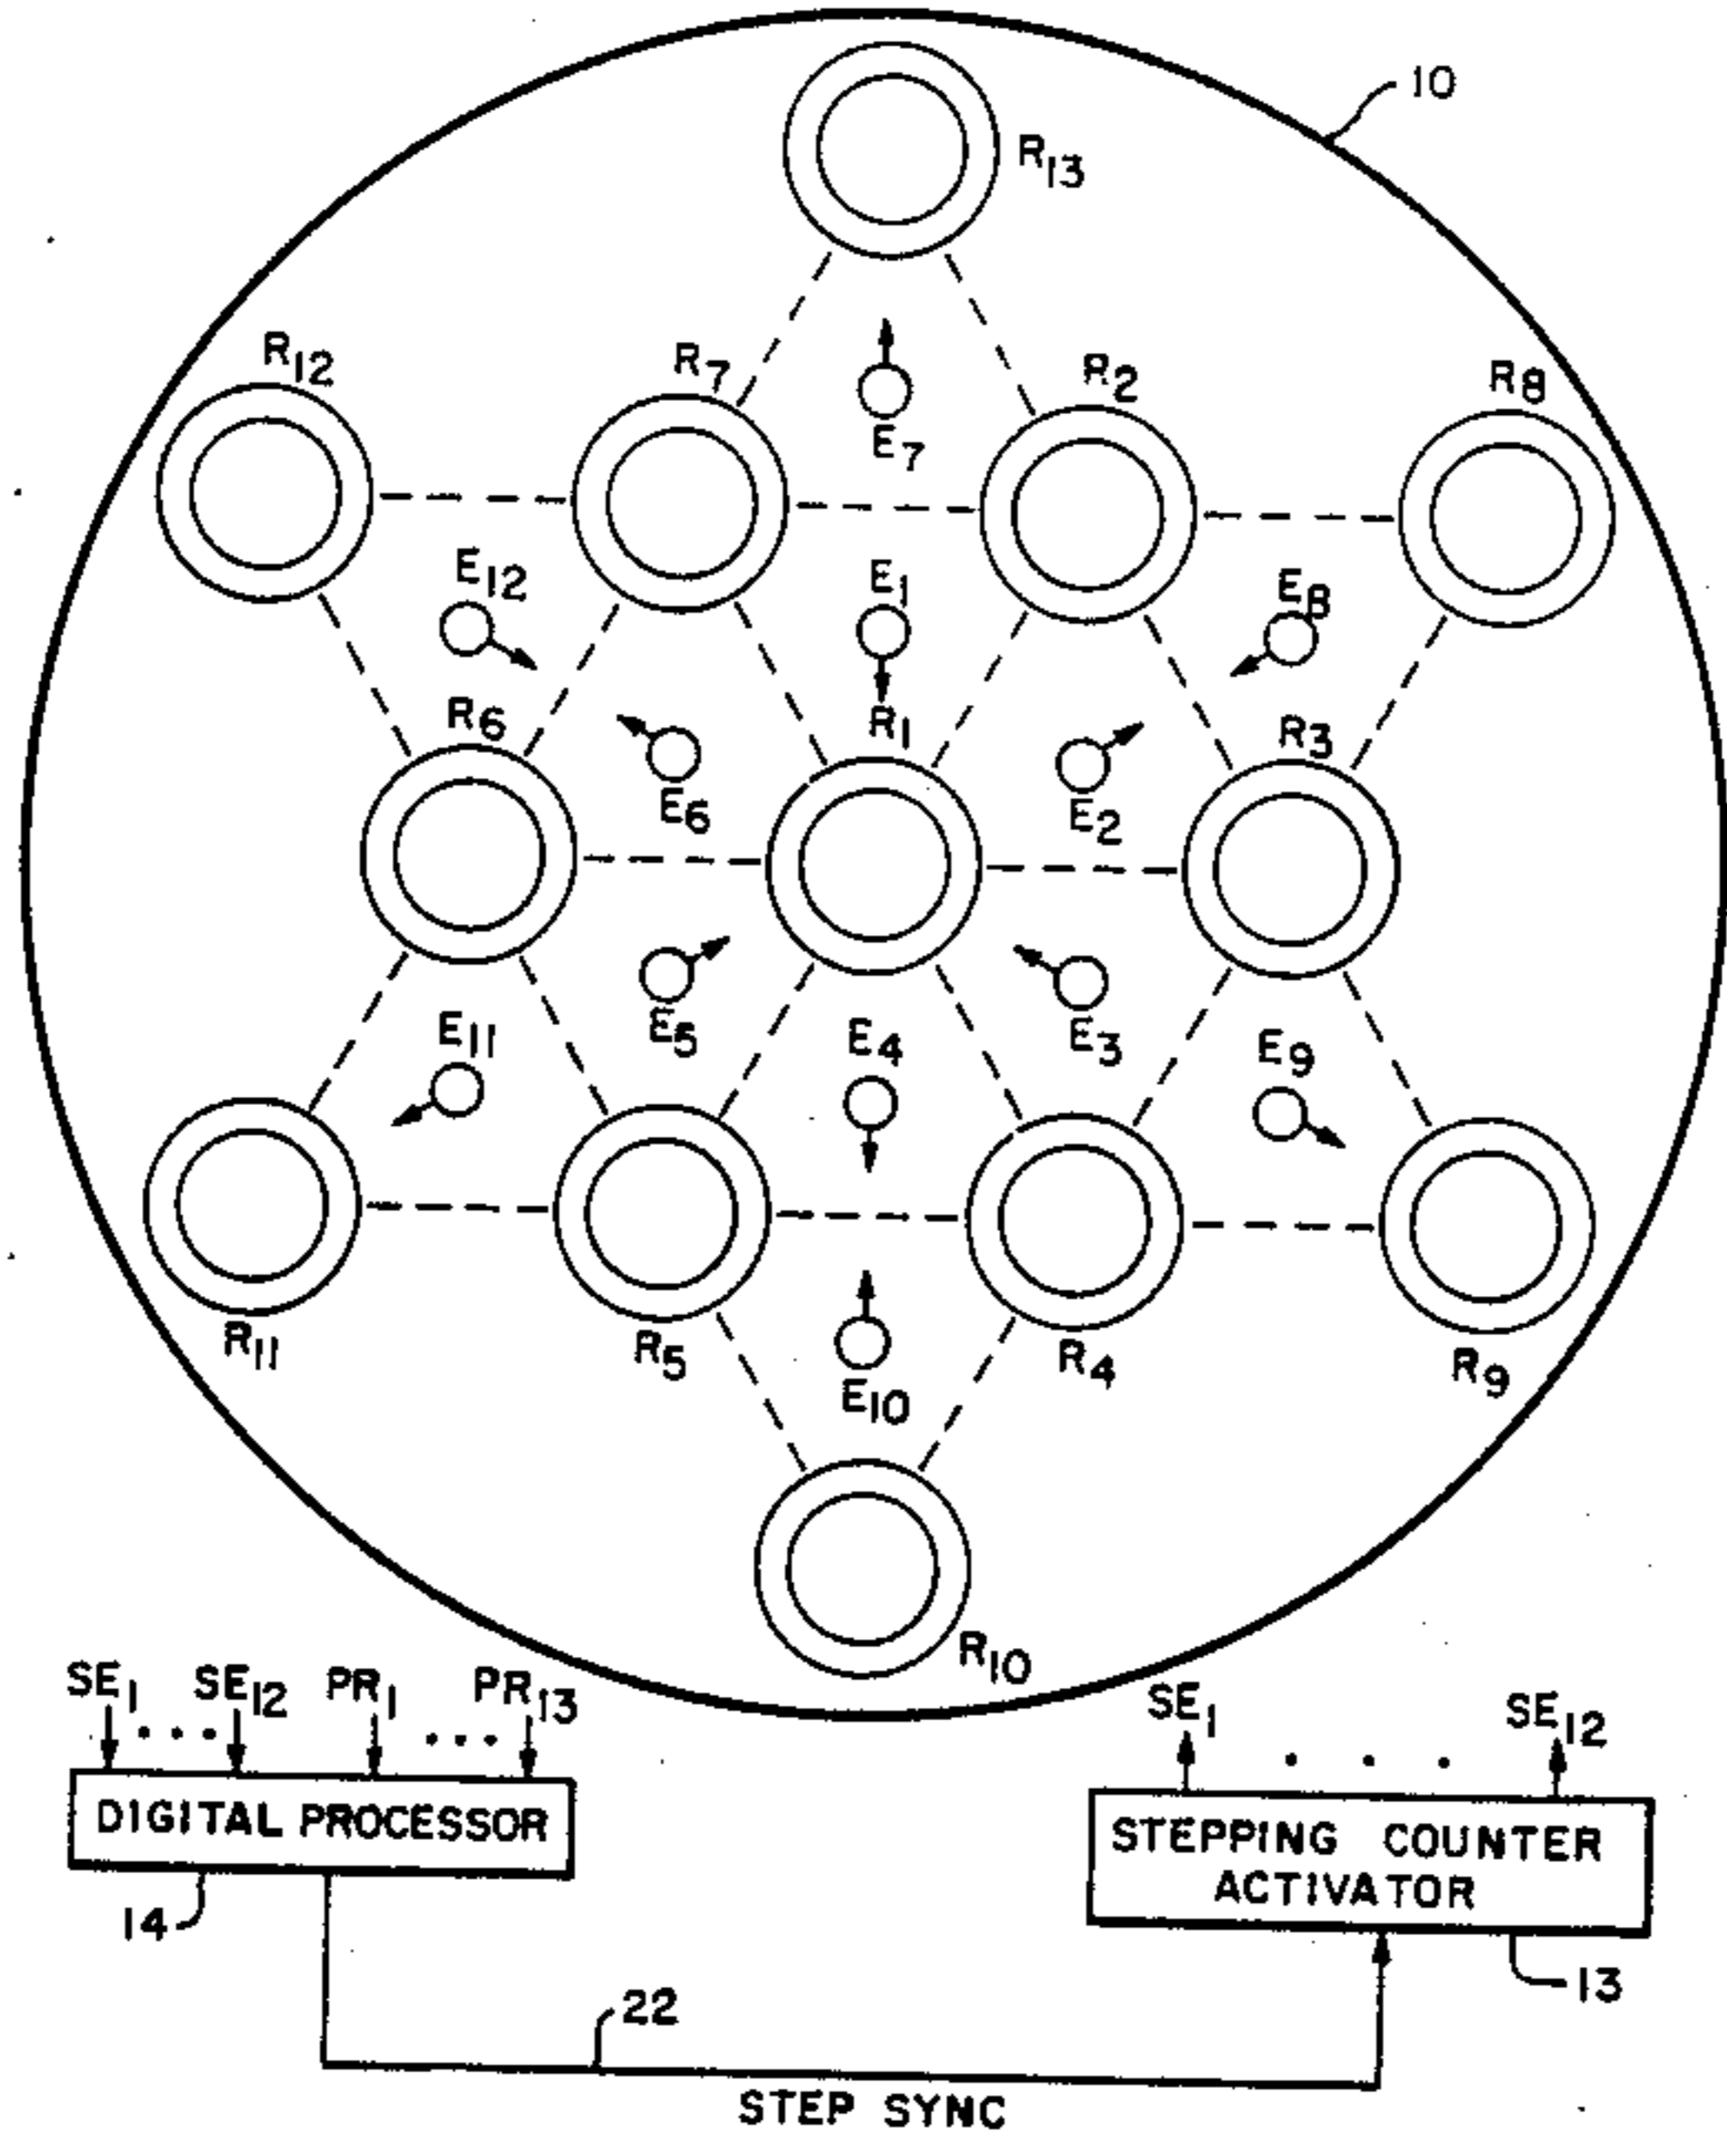 10
R13
R12 R7 R2 R8
E7
E12 E1 E8
R6 R1 R3
E6 E2
E11 E5 E4 E3 E9
R11 R5 R4 R9
E10
R10
SE1 SE12 PR1 PR13 SE1 SE12
DIGITAL PROCESSOR
STEPPING COUNTER
ACTIVATOR
14
13
22
STEP SYNC